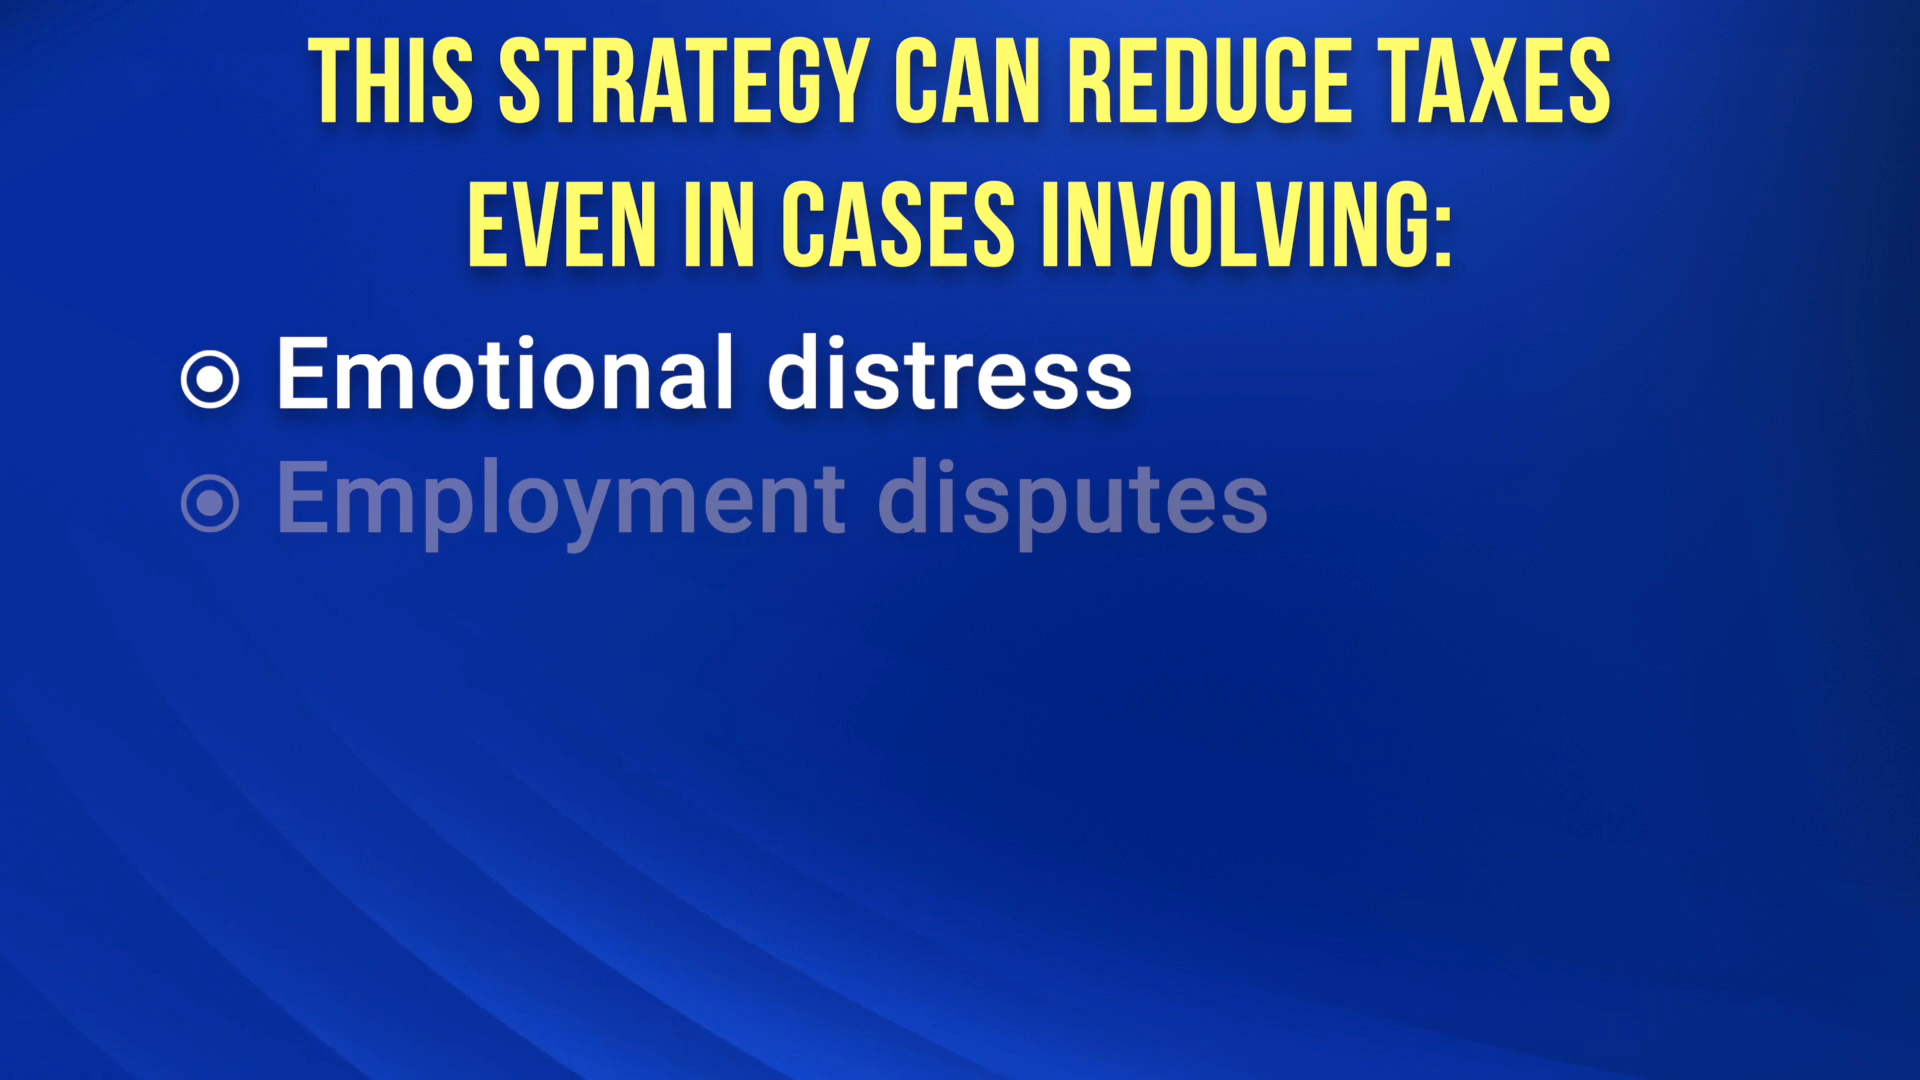 THIS STRATEGY CAN REDUCE TAXES
EVEN IN CASES INVOLVING:
Emotional distress
Employment disputes